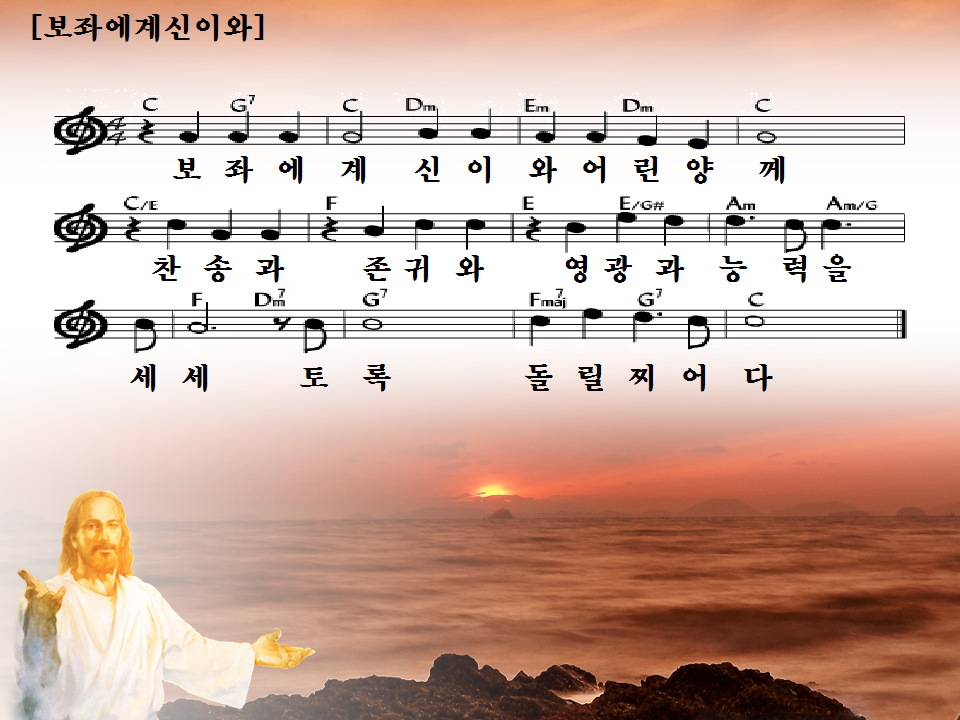 [보좌에계신이와]
C G7 C Dm Em Dm C
보 좌 에 계 신 이 와 어 린 양 께
C/E F E E/G# Am Am/G
찬 송 과 존 귀 와 영 광 과 능 력 을
F Dm7 G7 Fmaj7 G7 C
세 세 토 록 돌 릴 찌 어 다